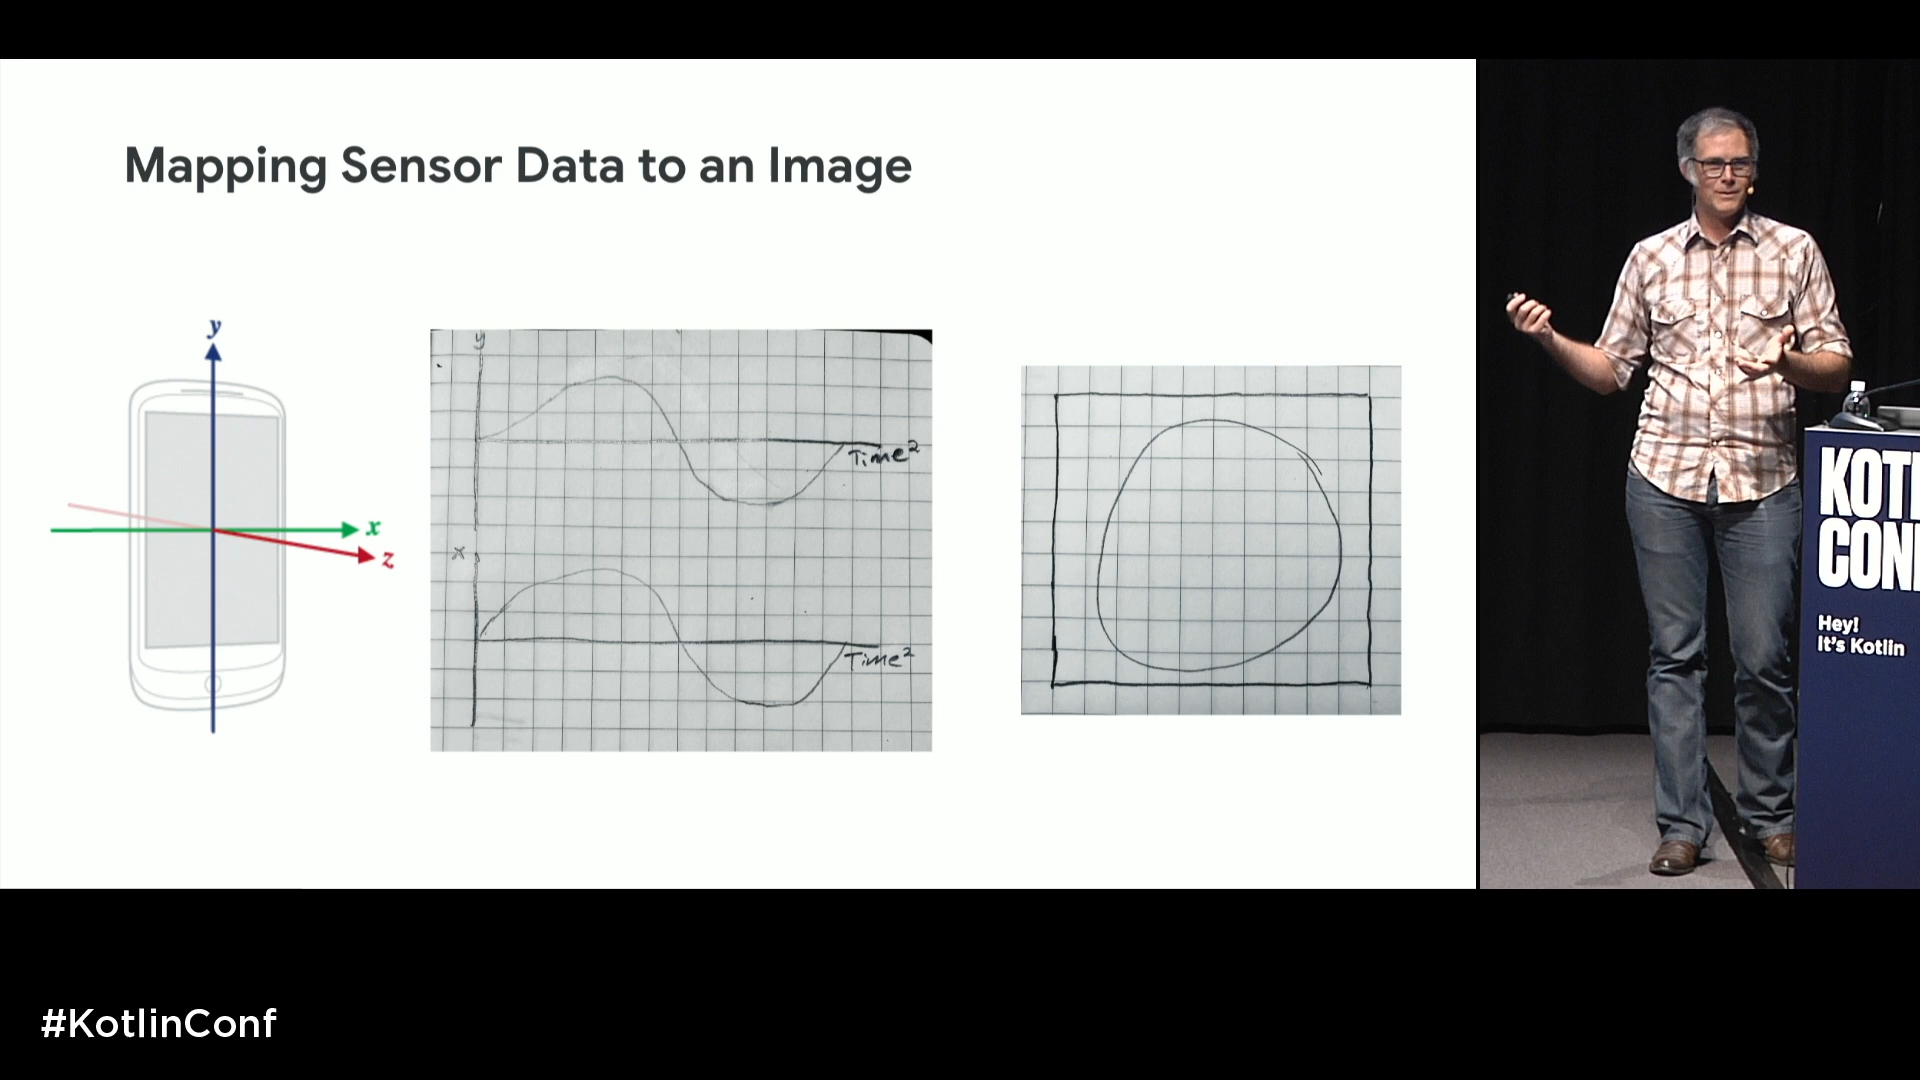 Mapping Sensor Data to an Image
y
x
z
y
Time²
x
Time²
KOTL
CONF
Hey!
It's Kotlin
#KotlinConf